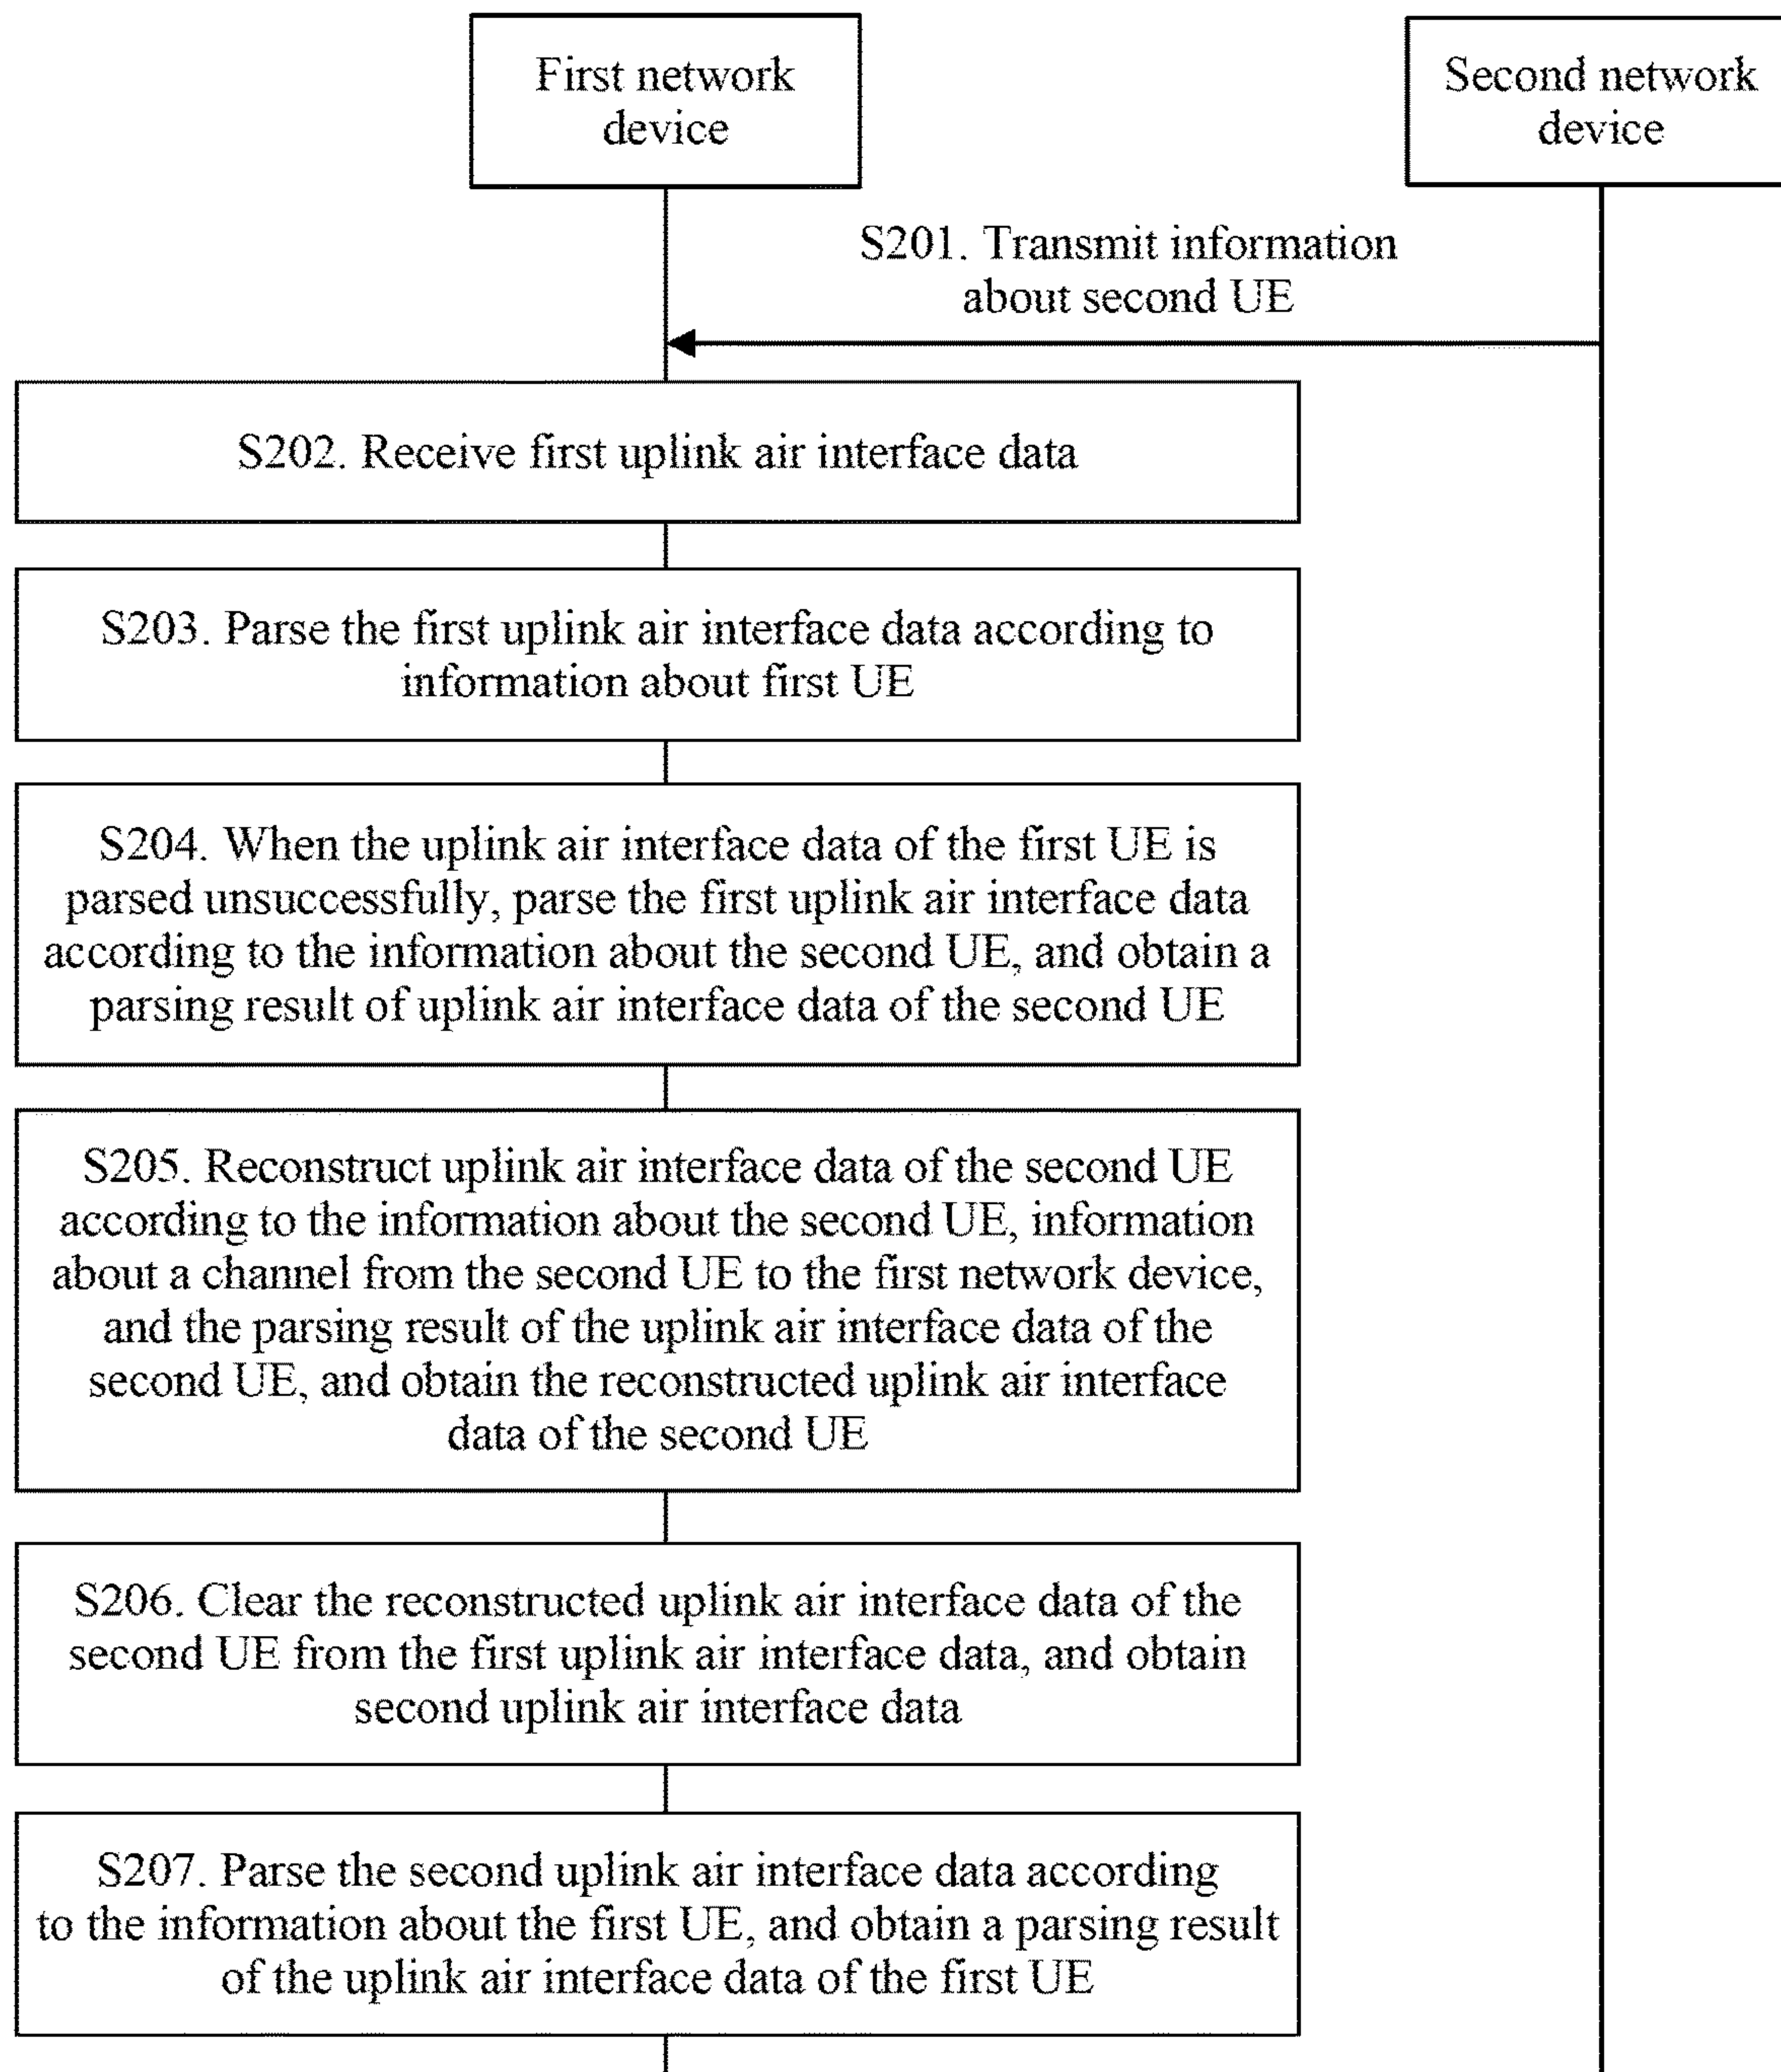 First network
device
Second network
device
S201. Transmit information
about second UE
S202. Receive first uplink air interface data
S203. Parse the first uplink air interface data according to
information about first UE
S204. When the uplink air interface data of the first UE is
parsed unsuccessfully, parse the first uplink air interface data
according to the information about the second UE, and obtain a
parsing result of uplink air interface data of the second UE
S205. Reconstruct uplink air interface data of the second UE
according to the information about the second UE, information
about a channel from the second UE to the first network device,
and the parsing result of the uplink air interface data of the
second UE, and obtain the reconstructed uplink air interface
data of the second UE
S206. Clear the reconstructed uplink air interface data of the
second UE from the first uplink air interface data, and obtain
second uplink air interface data
S207. Parse the second uplink air interface data according
to the information about the first UE, and obtain a parsing result
of the uplink air interface data of the first UE